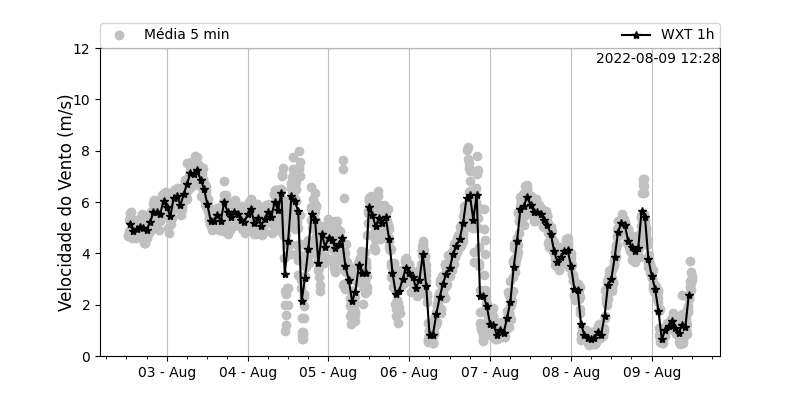 Média 5 min
WXT 1h
2022-08-09 12:28
Velocidade do Vento (m/s)
12
10
8
6
4
2
0
03 - Aug
04 - Aug
05 - Aug
06 - Aug
07 - Aug
08 - Aug
09 - Aug